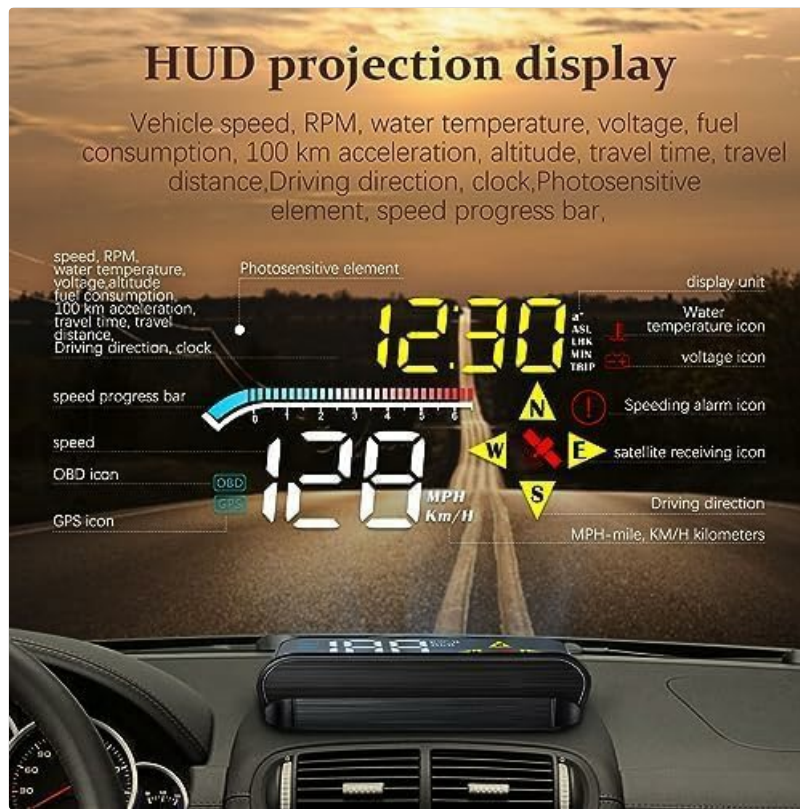 HUD projection display
Vehicle speed, RPM, water temperature, voltage, fuel
consumption, 100 km acceleration, altitude, travel time, travel
distance,Driving direction, clock,Photosensitive
element, speed progress bar,
speed, RPM,
water temperature,
voltage,altitude
fuel consumption,
100 km acceleration,
travel time, travel
distance,
Driving direction, clock
Photosensitive element
12:30
a°
ASL
LHK
MIN
TRIP
display unit
Water
temperature icon
voltage icon
speed progress bar
0 1 2 3 4 5 6
N
W
E
S
!
Speeding alarm icon
satellite receiving icon
Driving direction
MPH-mile, KM/H kilometers
speed
OBD icon
GPS icon
OBD
GPS
128
MPH
Km/H